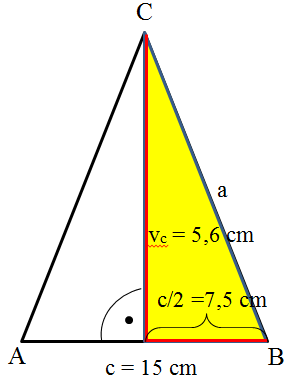 C
a
vc = 5,6 cm
c/2 =7,5 cm
A
B
c = 15 cm